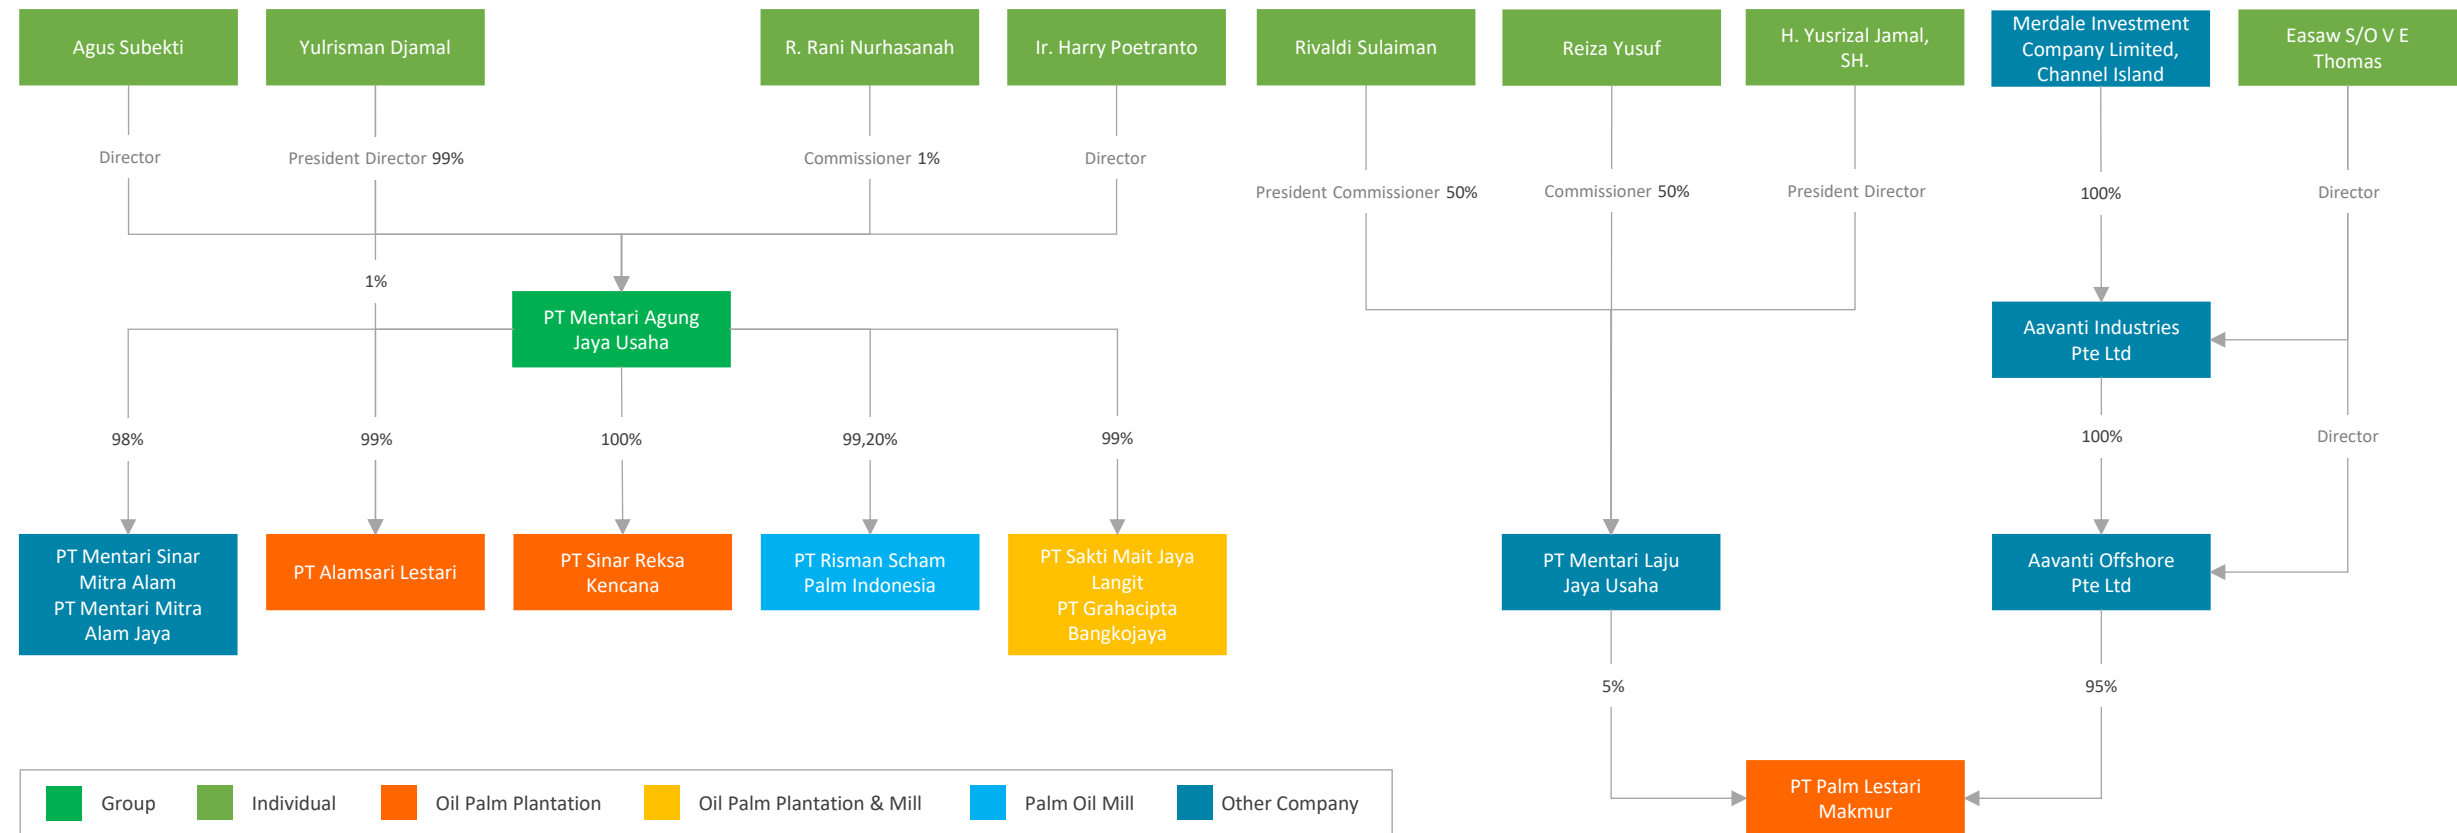 Agus Subekti
Yulrisman Djamal
R. Rani Nurhasanah
Ir. Harry Poetranto
Rivaldi Sulaiman
Reiza Yusuf
H. Yusrizal Jamal,
SH.
Merdale Investment
Company Limited,
Channel Island
Easaw S/O V E
Thomas
Director
President Director 99%
Commissioner 1%
Director
President Commissioner 50%
Commissioner 50%
President Director
100%
Director
1%
PT Mentari Agung
Jaya Usaha
Aavanti Industries
Pte Ltd
98%
99%
100%
99,20%
99%
100%
Director
PT Mentari Sinar
Mitra Alam
PT Mentari Mitra
Alam Jaya
PT Alamsari Lestari
PT Sinar Reksa
Kencana
PT Risman Scham
Palm Indonesia
PT Sakti Mait Jaya
Langit
PT Grahacipta
Bangkojaya
PT Mentari Laju
Jaya Usaha
Aavanti Offshore
Pte Ltd
5%
95%
PT Palm Lestari
Makmur
Group
Individual
Oil Palm Plantation
Oil Palm Plantation & Mill
Palm Oil Mill
Other Company